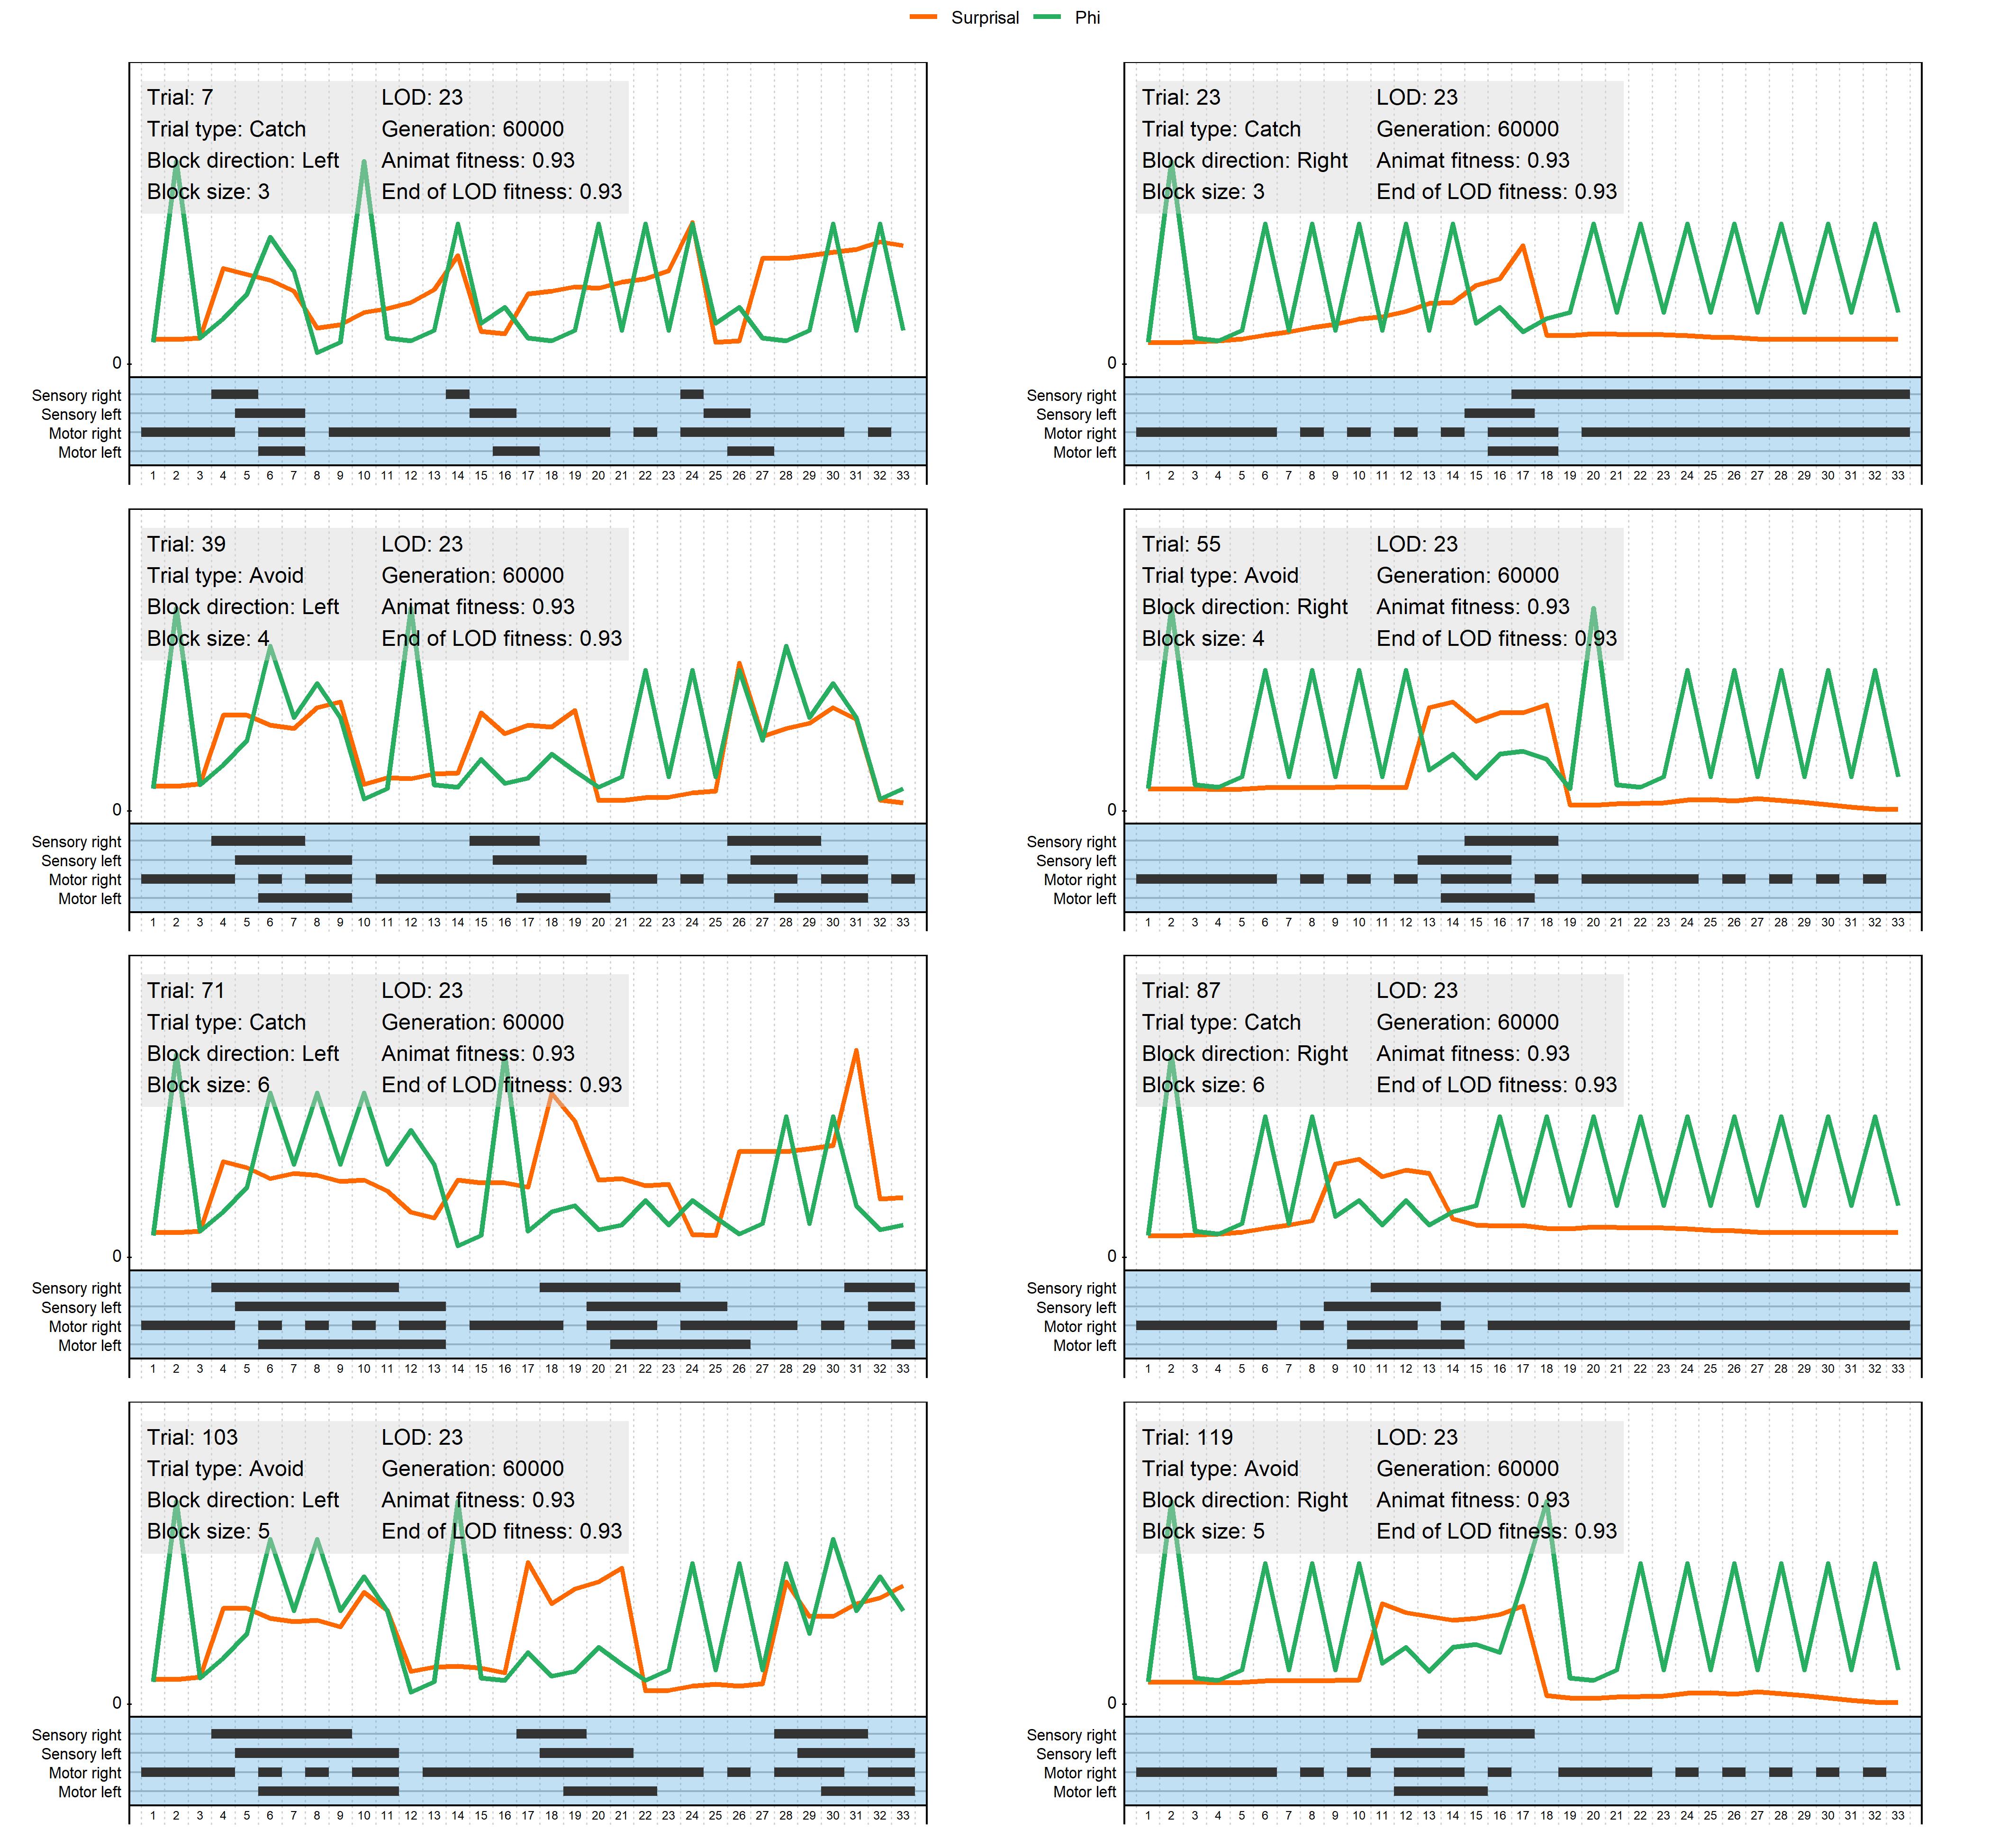 Surprisal Phi
Trial: 7 LOD: 23
Trial type: Catch Generation: 60000
Block direction: Left Animat fitness: 0.93
Block size: 3 End of LOD fitness: 0.93
0
Sensory right
Sensory left
Motor right
Motor left
1 2 3 4 5 6 7 8 9 10 11 12 13 14 15 16 17 18 19 20 21 22 23 24 25 26 27 28 29 30 31 32 33
Trial: 23 LOD: 23
Trial type: Catch Generation: 60000
Block direction: Right Animat fitness: 0.93
Block size: 3 End of LOD fitness: 0.93
0
Sensory right
Sensory left
Motor right
Motor left
1 2 3 4 5 6 7 8 9 10 11 12 13 14 15 16 17 18 19 20 21 22 23 24 25 26 27 28 29 30 31 32 33
Trial: 39 LOD: 23
Trial type: Avoid Generation: 60000
Block direction: Left Animat fitness: 0.93
Block size: 4 End of LOD fitness: 0.93
0
Sensory right
Sensory left
Motor right
Motor left
1 2 3 4 5 6 7 8 9 10 11 12 13 14 15 16 17 18 19 20 21 22 23 24 25 26 27 28 29 30 31 32 33
Trial: 55 LOD: 23
Trial type: Avoid Generation: 60000
Block direction: Right Animat fitness: 0.93
Block size: 4 End of LOD fitness: 0.93
0
Sensory right
Sensory left
Motor right
Motor left
1 2 3 4 5 6 7 8 9 10 11 12 13 14 15 16 17 18 19 20 21 22 23 24 25 26 27 28 29 30 31 32 33
Trial: 71 LOD: 23
Trial type: Catch Generation: 60000
Block direction: Left Animat fitness: 0.93
Block size: 6 End of LOD fitness: 0.93
0
Sensory right
Sensory left
Motor right
Motor left
1 2 3 4 5 6 7 8 9 10 11 12 13 14 15 16 17 18 19 20 21 22 23 24 25 26 27 28 29 30 31 32 33
Trial: 87 LOD: 23
Trial type: Catch Generation: 60000
Block direction: Right Animat fitness: 0.93
Block size: 6 End of LOD fitness: 0.93
0
Sensory right
Sensory left
Motor right
Motor left
1 2 3 4 5 6 7 8 9 10 11 12 13 14 15 16 17 18 19 20 21 22 23 24 25 26 27 28 29 30 31 32 33
Trial: 103 LOD: 23
Trial type: Avoid Generation: 60000
Block direction: Left Animat fitness: 0.93
Block size: 5 End of LOD fitness: 0.93
0
Sensory right
Sensory left
Motor right
Motor left
1 2 3 4 5 6 7 8 9 10 11 12 13 14 15 16 17 18 19 20 21 22 23 24 25 26 27 28 29 30 31 32 33
Trial: 119 LOD: 23
Trial type: Avoid Generation: 60000
Block direction: Right Animat fitness: 0.93
Block size: 5 End of LOD fitness: 0.93
0
Sensory right
Sensory left
Motor right
Motor left
1 2 3 4 5 6 7 8 9 10 11 12 13 14 15 16 17 18 19 20 21 22 23 24 25 26 27 28 29 30 31 32 33